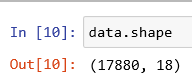 In [10]: data.shape
Out[10]: (17880, 18)